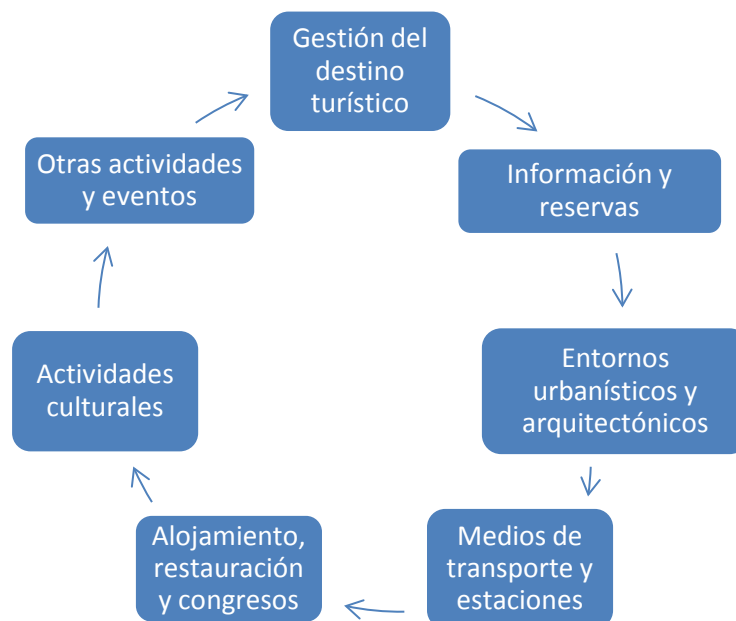 Gestión del
destino
turístico
Información y
reservas
Entornos
urbanísticos y
arquitectónicos
Medios de
transporte y
estaciones
Alojamiento,
restauración
y congresos
Actividades
culturales
Otras actividades
y eventos